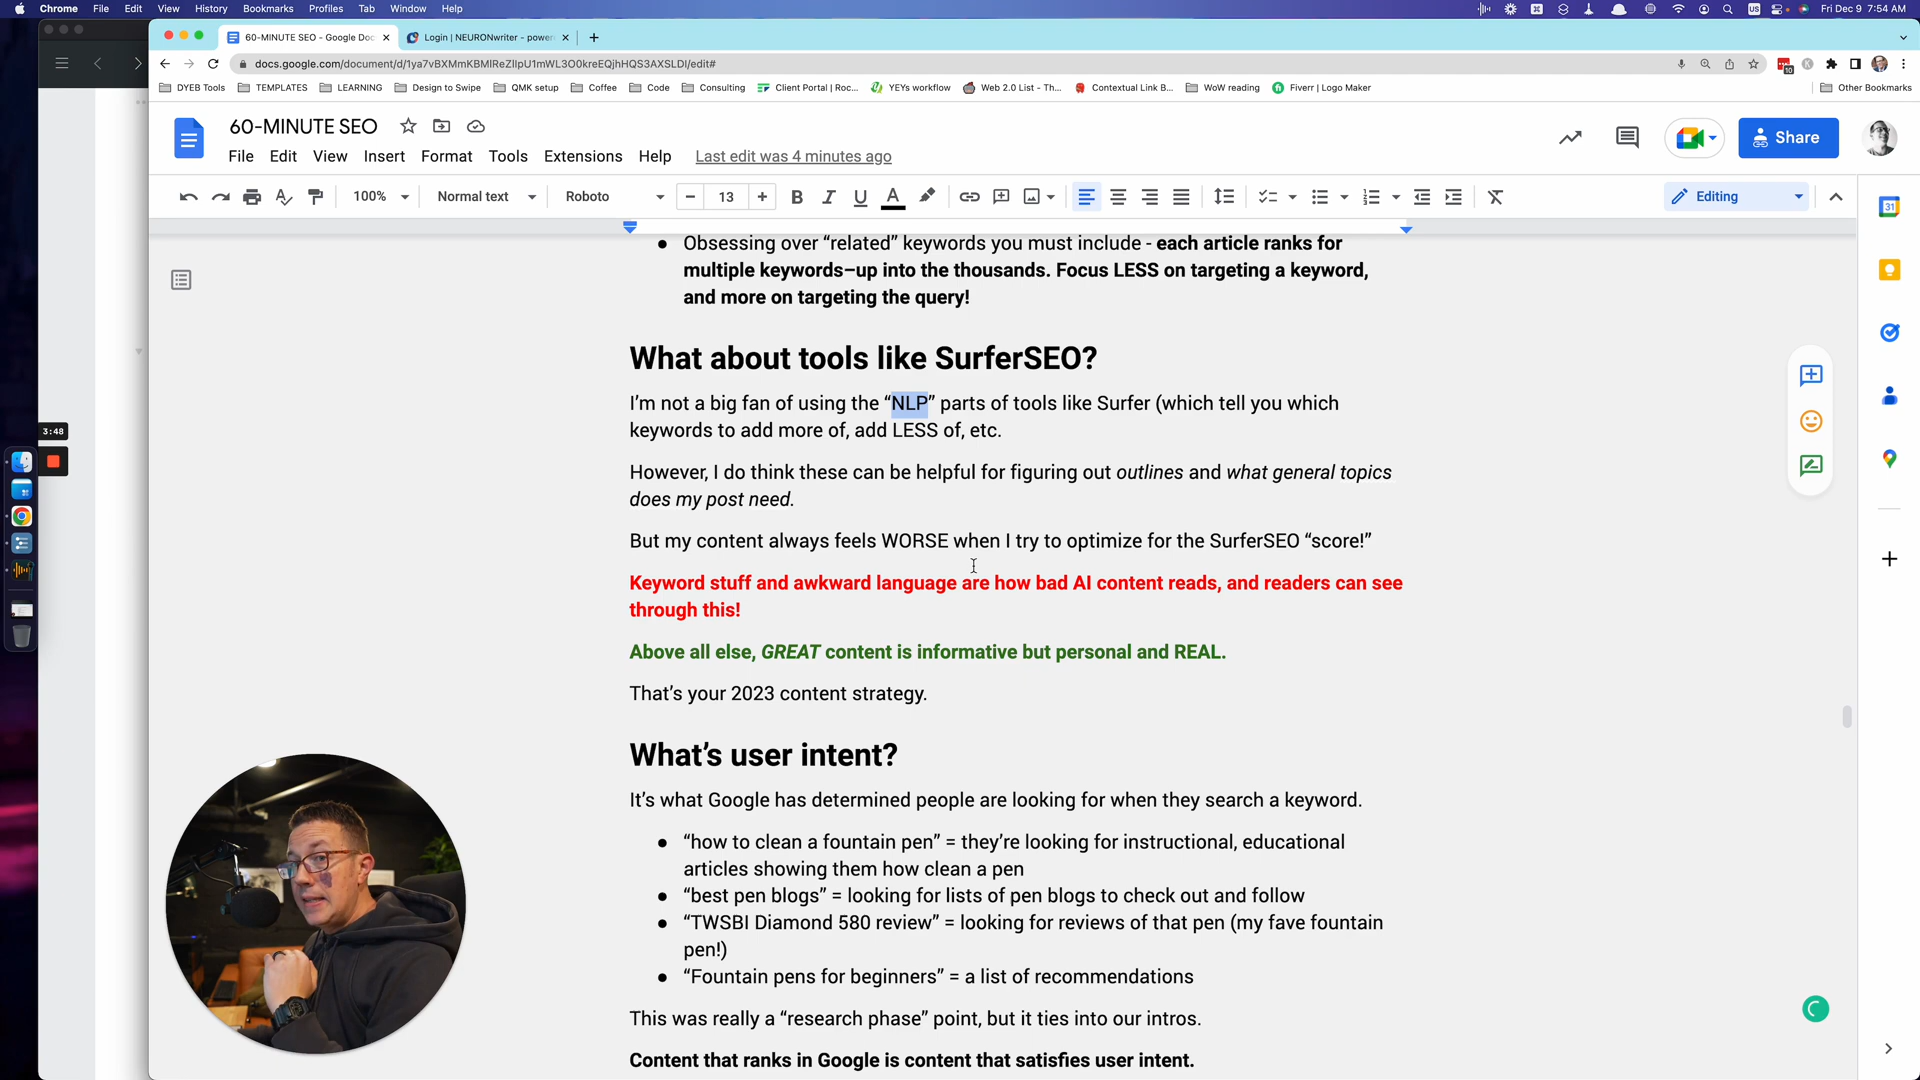 Chrome File Edit View History Bookmarks Profiles Tab Window Help
US
Fri Dec 9 7:54 AM
60-MINUTE SEO - Google Doc
Login | NEURONwriter - power
docs.google.com/document/d/1ya7vBXMmKBMIReZIlpU1mWL3O0kreEQjhHQS3AXSLDI/edit#
10
DYEB Tools TEMPLATES LEARNING Design to Swipe QMK setup Coffee Code Consulting Client Portal | Roc... YEYs workflow Web 2.0 List - Th... Contextual Link B... WoW reading Fiverr | Logo Maker Other Bookmarks
60-MINUTE SEO
Share
File Edit View Insert Format Tools Extensions Help Last edit was 4 minutes ago
100% Normal text Roboto 13 B I U A Editing
31
Obsessing over “related” keywords you must include - each article ranks for
multiple keywords–up into the thousands. Focus LESS on targeting a keyword,
and more on targeting the query!
What about tools like SurferSEO?
I’m not a big fan of using the “NLP” parts of tools like Surfer (which tell you which
keywords to add more of, add LESS of, etc.
3:48
However, I do think these can be helpful for figuring out outlines and what general topics
does my post need.
But my content always feels WORSE when I try to optimize for the SurferSEO “score!”
Keyword stuff and awkward language are how bad AI content reads, and readers can see
through this!
Above all else, GREAT content is informative but personal and REAL.
That’s your 2023 content strategy.
What’s user intent?
It’s what Google has determined people are looking for when they search a keyword.
“how to clean a fountain pen” = they’re looking for instructional, educational
articles showing them how clean a pen
“best pen blogs” = looking for lists of pen blogs to check out and follow
“TWSBI Diamond 580 review” = looking for reviews of that pen (my fave fountain
pen!)
“Fountain pens for beginners” = a list of recommendations
This was really a “research phase” point, but it ties into our intros.
Content that ranks in Google is content that satisfies user intent.